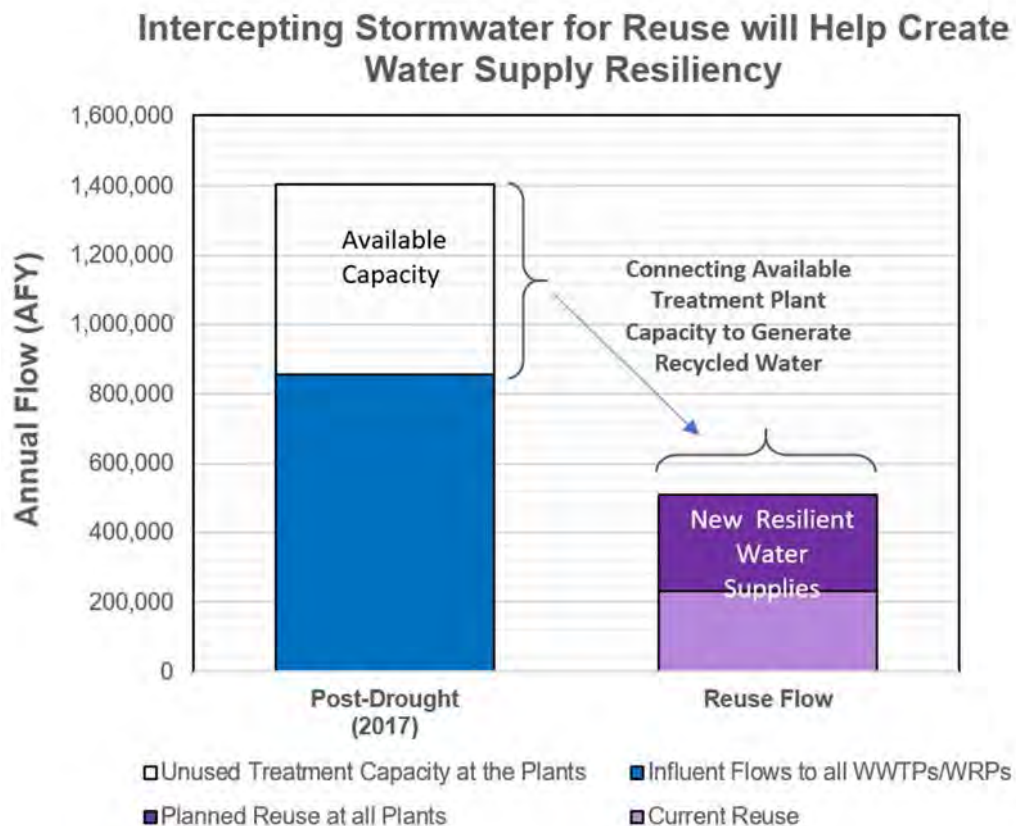 Intercepting Stormwater for Reuse will Help Create
Water Supply Resiliency
Annual Flow (AFY)
1,600,000
1,400,000
1,200,000
1,000,000
800,000
600,000
400,000
200,000
0
Available
Capacity
Connecting Available
Treatment Plant
Capacity to Generate
Recycled Water
New Resilient
Water
Supplies
Post-Drought
(2017)
Reuse Flow
Unused Treatment Capacity at the Plants
Influent Flows to all WWTPs/WRPs
Planned Reuse at all Plants
Current Reuse